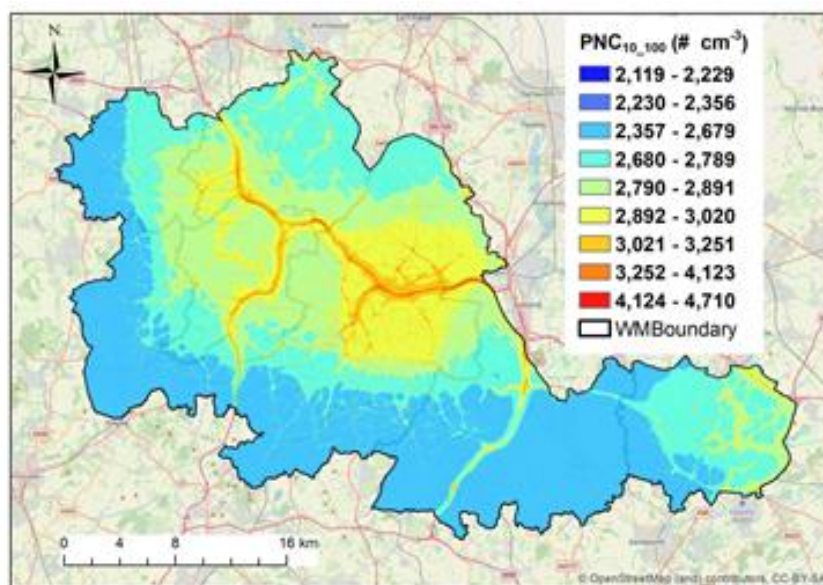 N
PNC10_100 (# cm-3)
2,119 - 2,229
2,230 - 2,356
2,357 - 2,679
2,680 - 2,789
2,790 - 2,891
2,892 - 3,020
3,021 - 3,251
3,252 - 4,123
4,124 - 4,710
WMBoundary
0 4 8 16 km
© OpenStreetMap (and) contributors, CC-BY-SA